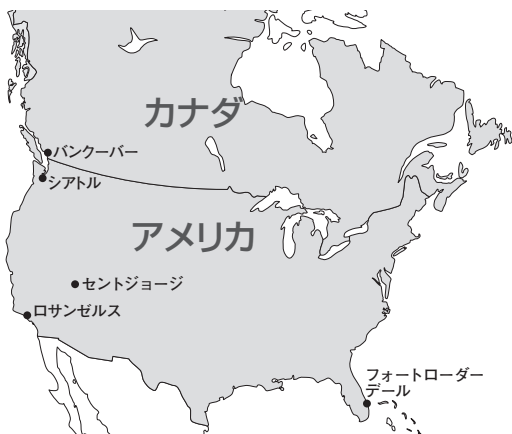 カナダ
バンクーバー
シアトル
アメリカ
セントジョージ
ロサンゼルス
フォートローダー
デール